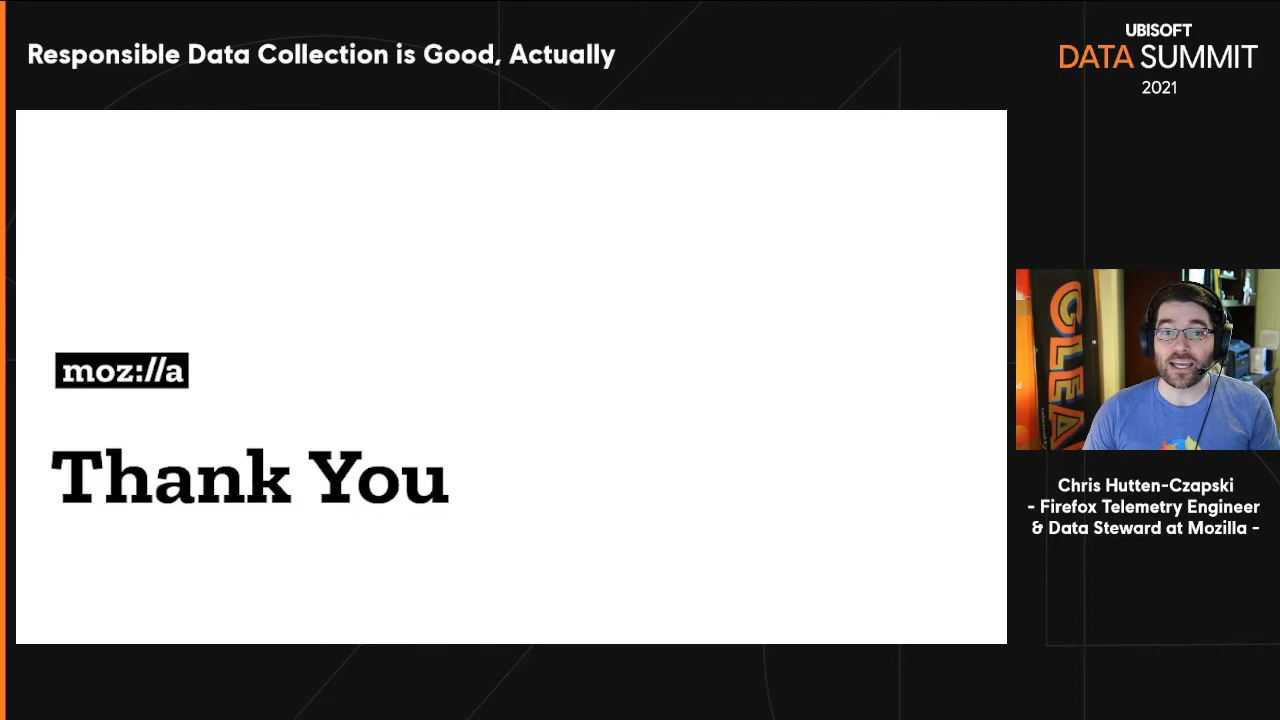 Responsible Data Collection is Good, Actually
UBISOFT
DATA SUMMIT
2021
moz://a
Thank You
GLEA
Chris Hutten-Czapski
- Firefox Telemetry Engineer
& Data Steward at Mozilla -